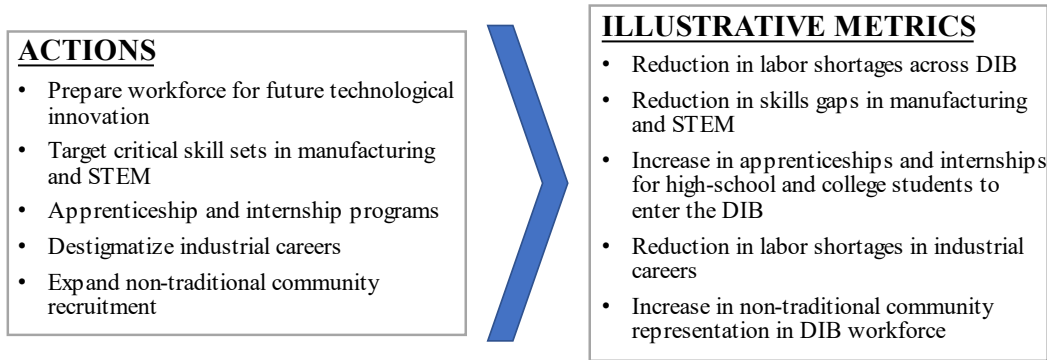 ACTIONS
• Prepare workforce for future technological
innovation
• Target critical skill sets in manufacturing
and STEM
• Apprenticeship and internship programs
• Destigmatize industrial careers
• Expand non-traditional community
recruitment
ILLUSTRATIVE METRICS
• Reduction in labor shortages across DIB
• Reduction in skills gaps in manufacturing
and STEM
• Increase in apprenticeships and internships
for high-school and college students to
enter the DIB
• Reduction in labor shortages in industrial
careers
• Increase in non-traditional community
representation in DIB workforce